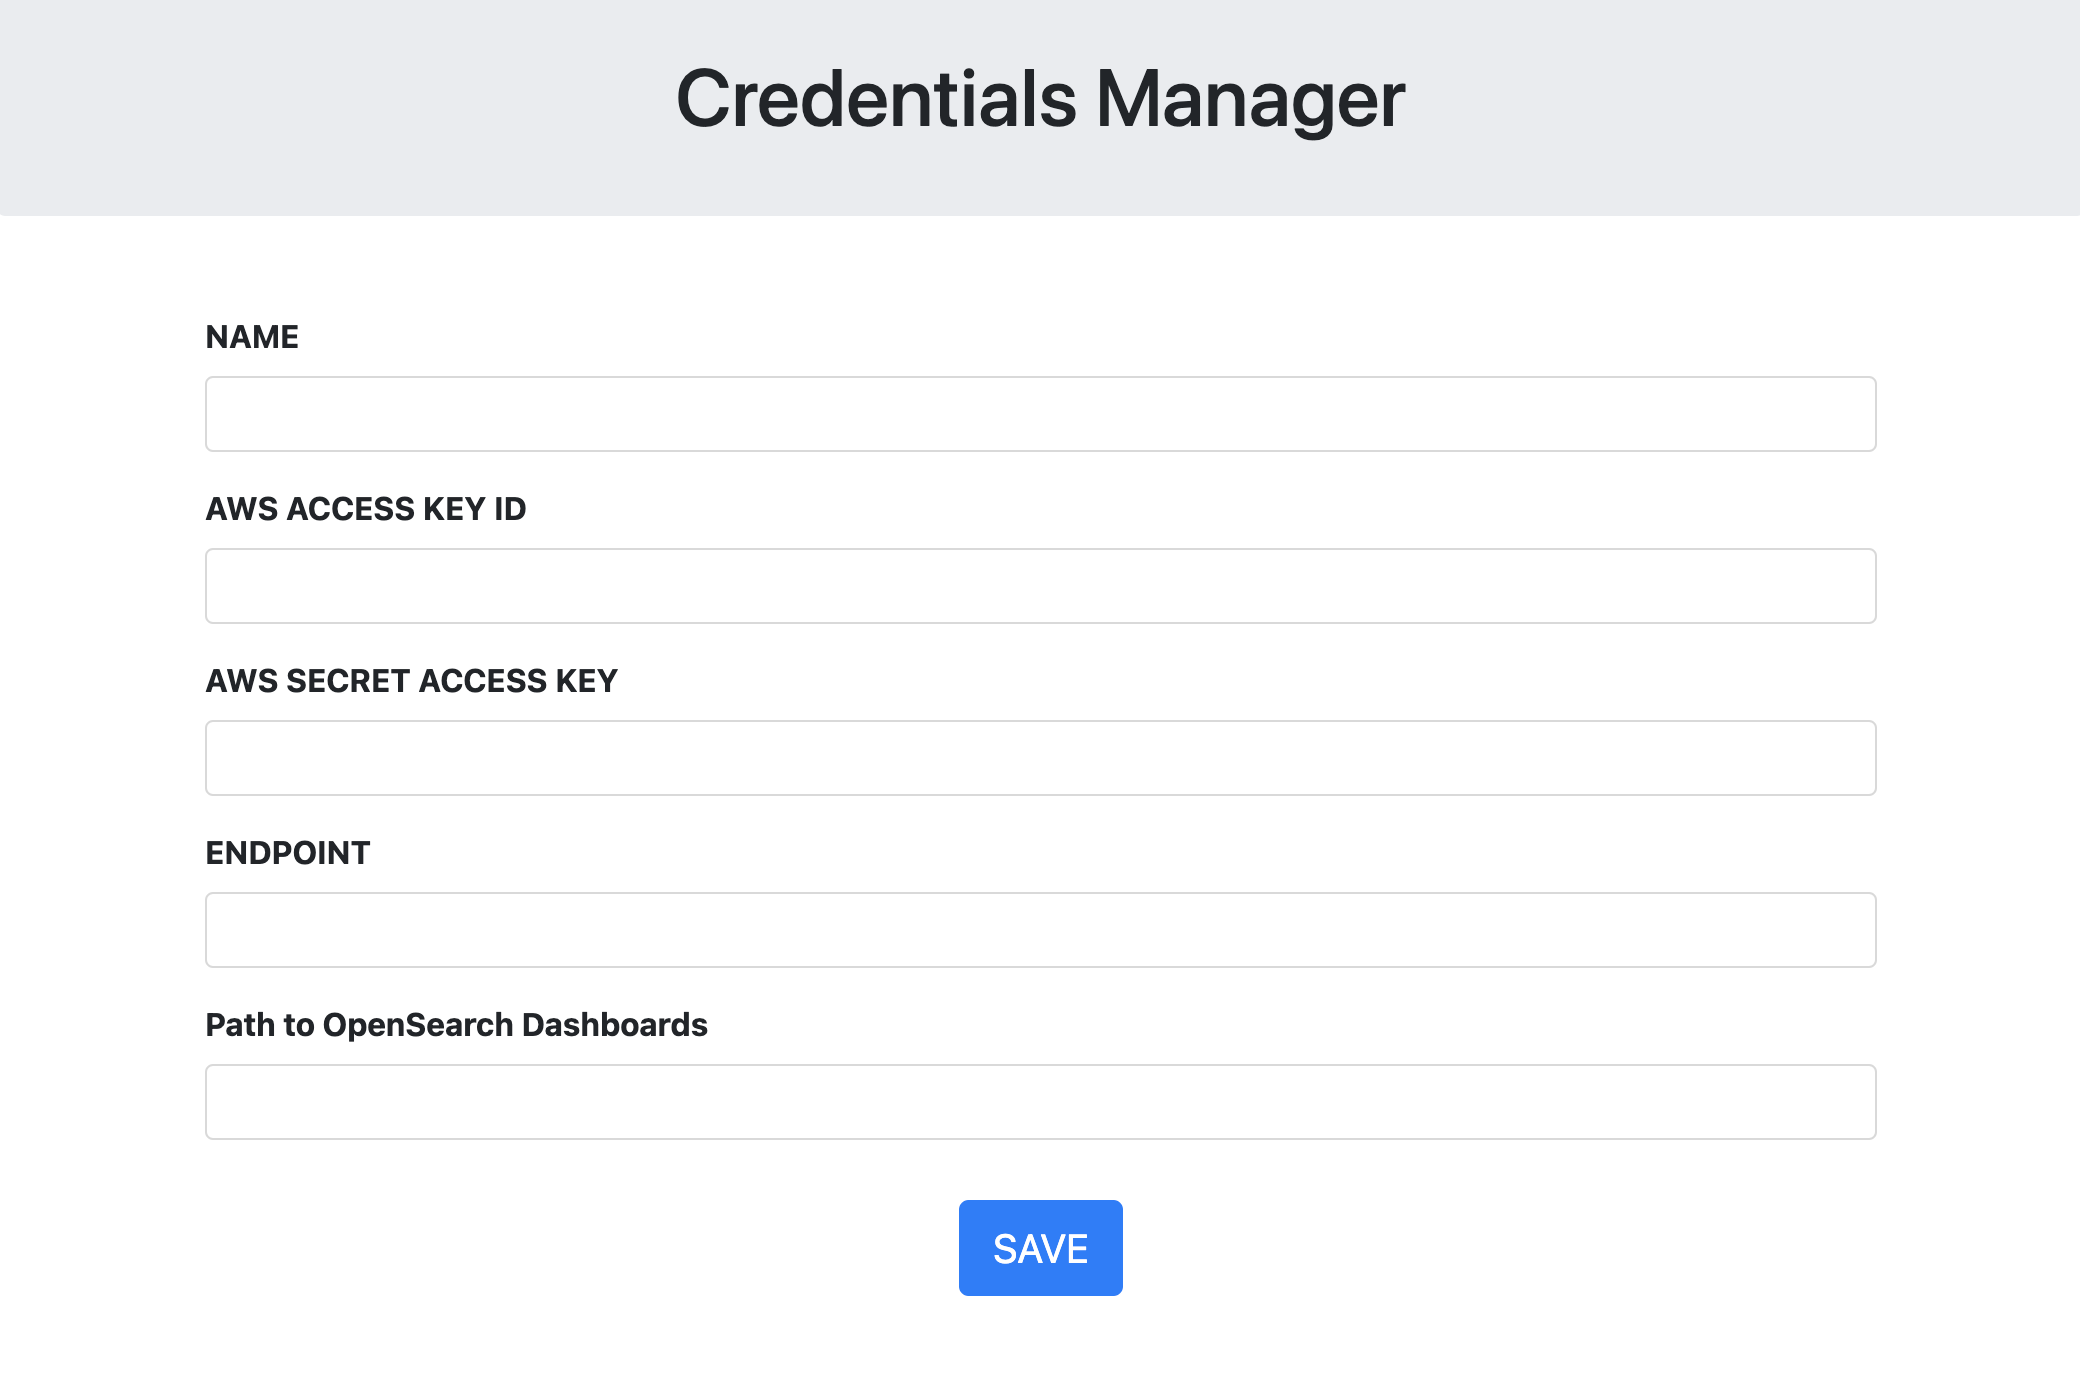 Credentials Manager
NAME
AWS ACCESS KEY ID
AWS SECRET ACCESS KEY
ENDPOINT
Path to OpenSearch Dashboards
SAVE